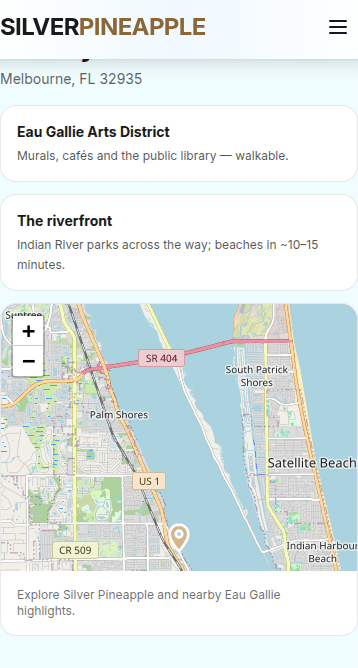 SILVERPINEAPPLE
Melbourne, FL 32935
Eau Gallie Arts District
Murals, cafés and the public library — walkable.
The riverfront
Indian River parks across the way; beaches in ~10–15
minutes.
Suntree
+
−
SR 404
South Patrick
Shores
Palm Shores
Satellite Beach
US 1
CR 509
Indian Harbour
Beach
Explore Silver Pineapple and nearby Eau Gallie
highlights.